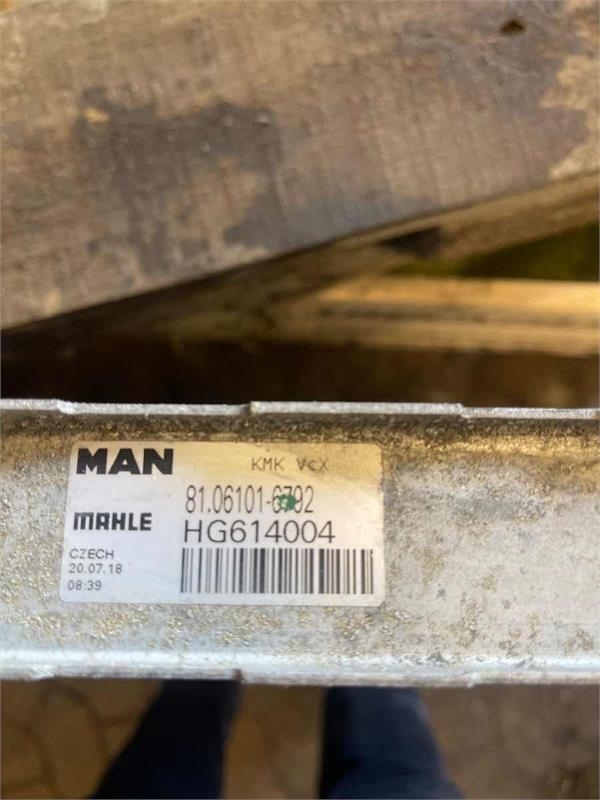 MAN
KMK VcX
81.06101-6792
MAHLE
HG614004
CZECH
20.07.18
08:39